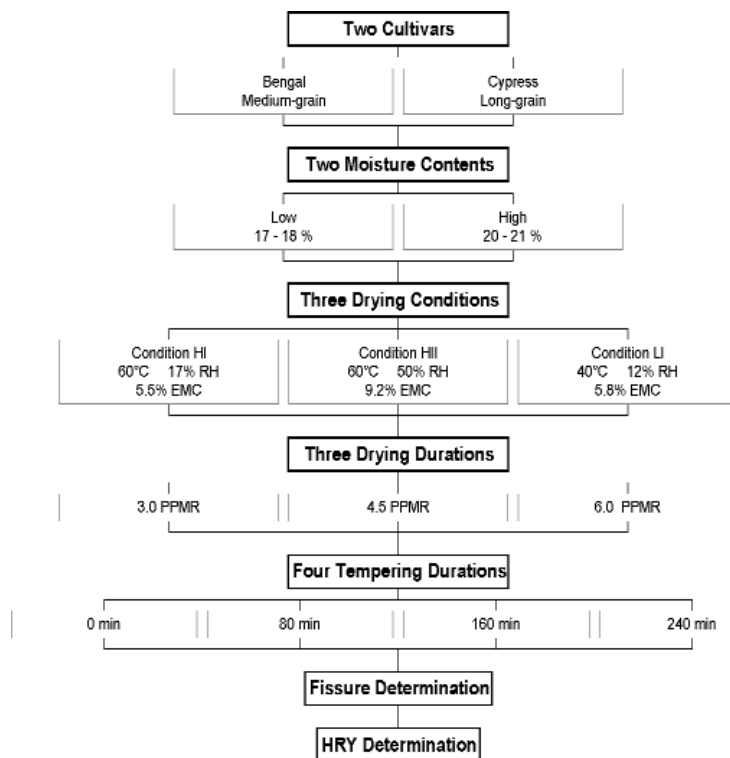 Two Cultivars
Bengal
Medium-grain
Cypress
Long-grain
Two Moisture Contents
Low
17 - 18 %
High
20 - 21 %
Three Drying Conditions
Condition HI
60°C 17% RH
5.5% EMC
Condition HII
60°C 50% RH
9.2% EMC
Condition LI
40°C 12% RH
5.8% EMC
Three Drying Durations
3.0 PPMR
4.5 PPMR
6.0 PPMR
Four Tempering Durations
0 min
80 min
160 min
240 min
Fissure Determination
HRY Determination